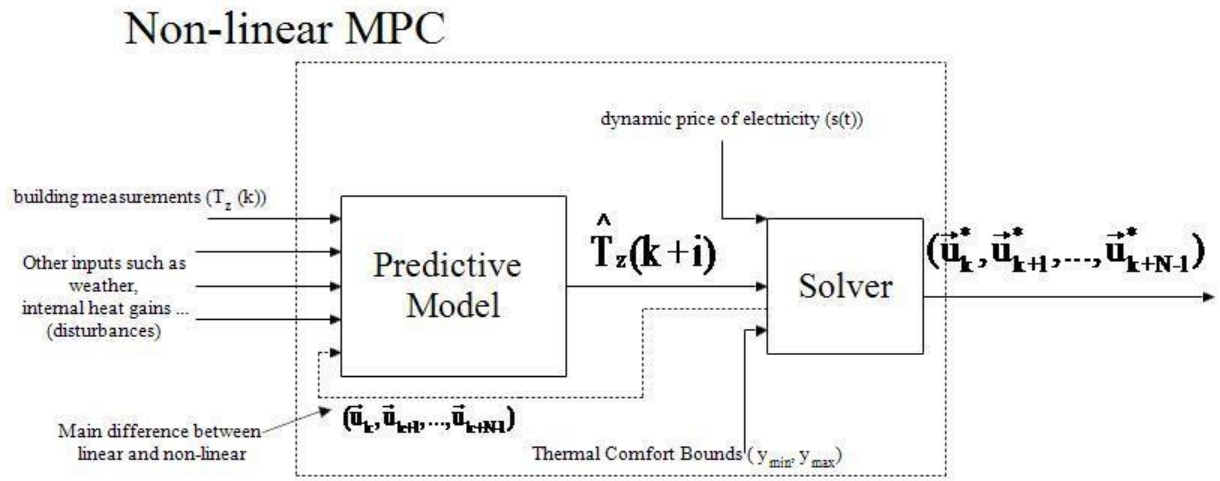 Non-linear MPC
dynamic price of electricity (s(t))
building measurements (T_z (k))
Other inputs such as
weather,
internal heat gains ...
(disturbances)
Predictive
Model
T̂_z(k+i)
Solver
(u⃗*_k, u⃗*_k+1, ..., u⃗*_k+N-1)
(u⃗_k, u⃗_k+1, ..., u⃗_k+N-1)
Main difference between
linear and non-linear
Thermal Comfort Bounds (y_min, y_max)